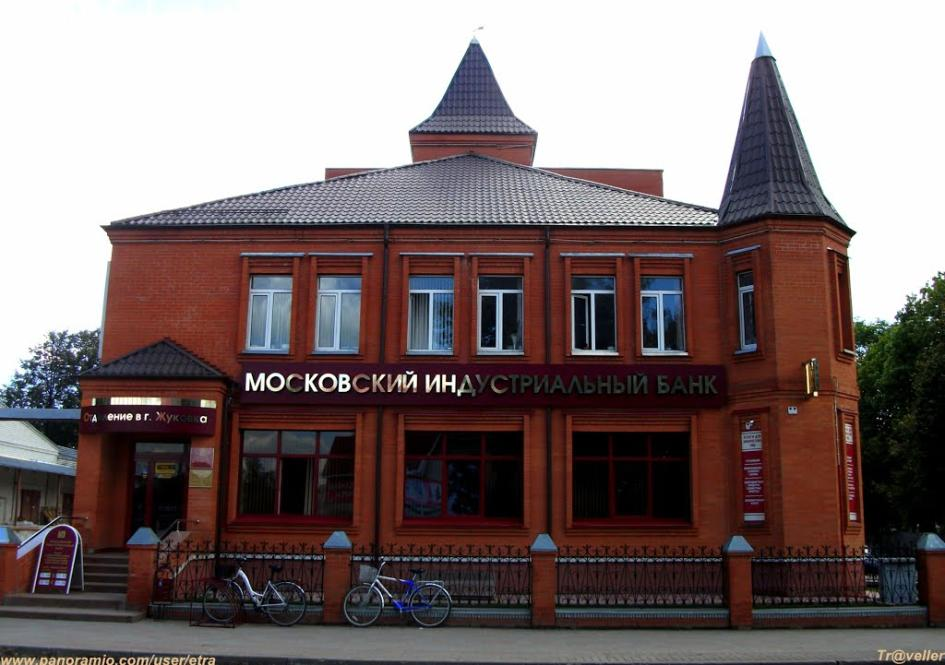 МОСКОВСКИЙ ИНДУСТРИАЛЬНЫЙ БАНК
Отделение в г. Жуковка
www.panoramio.com/user/etra
Tr@veller